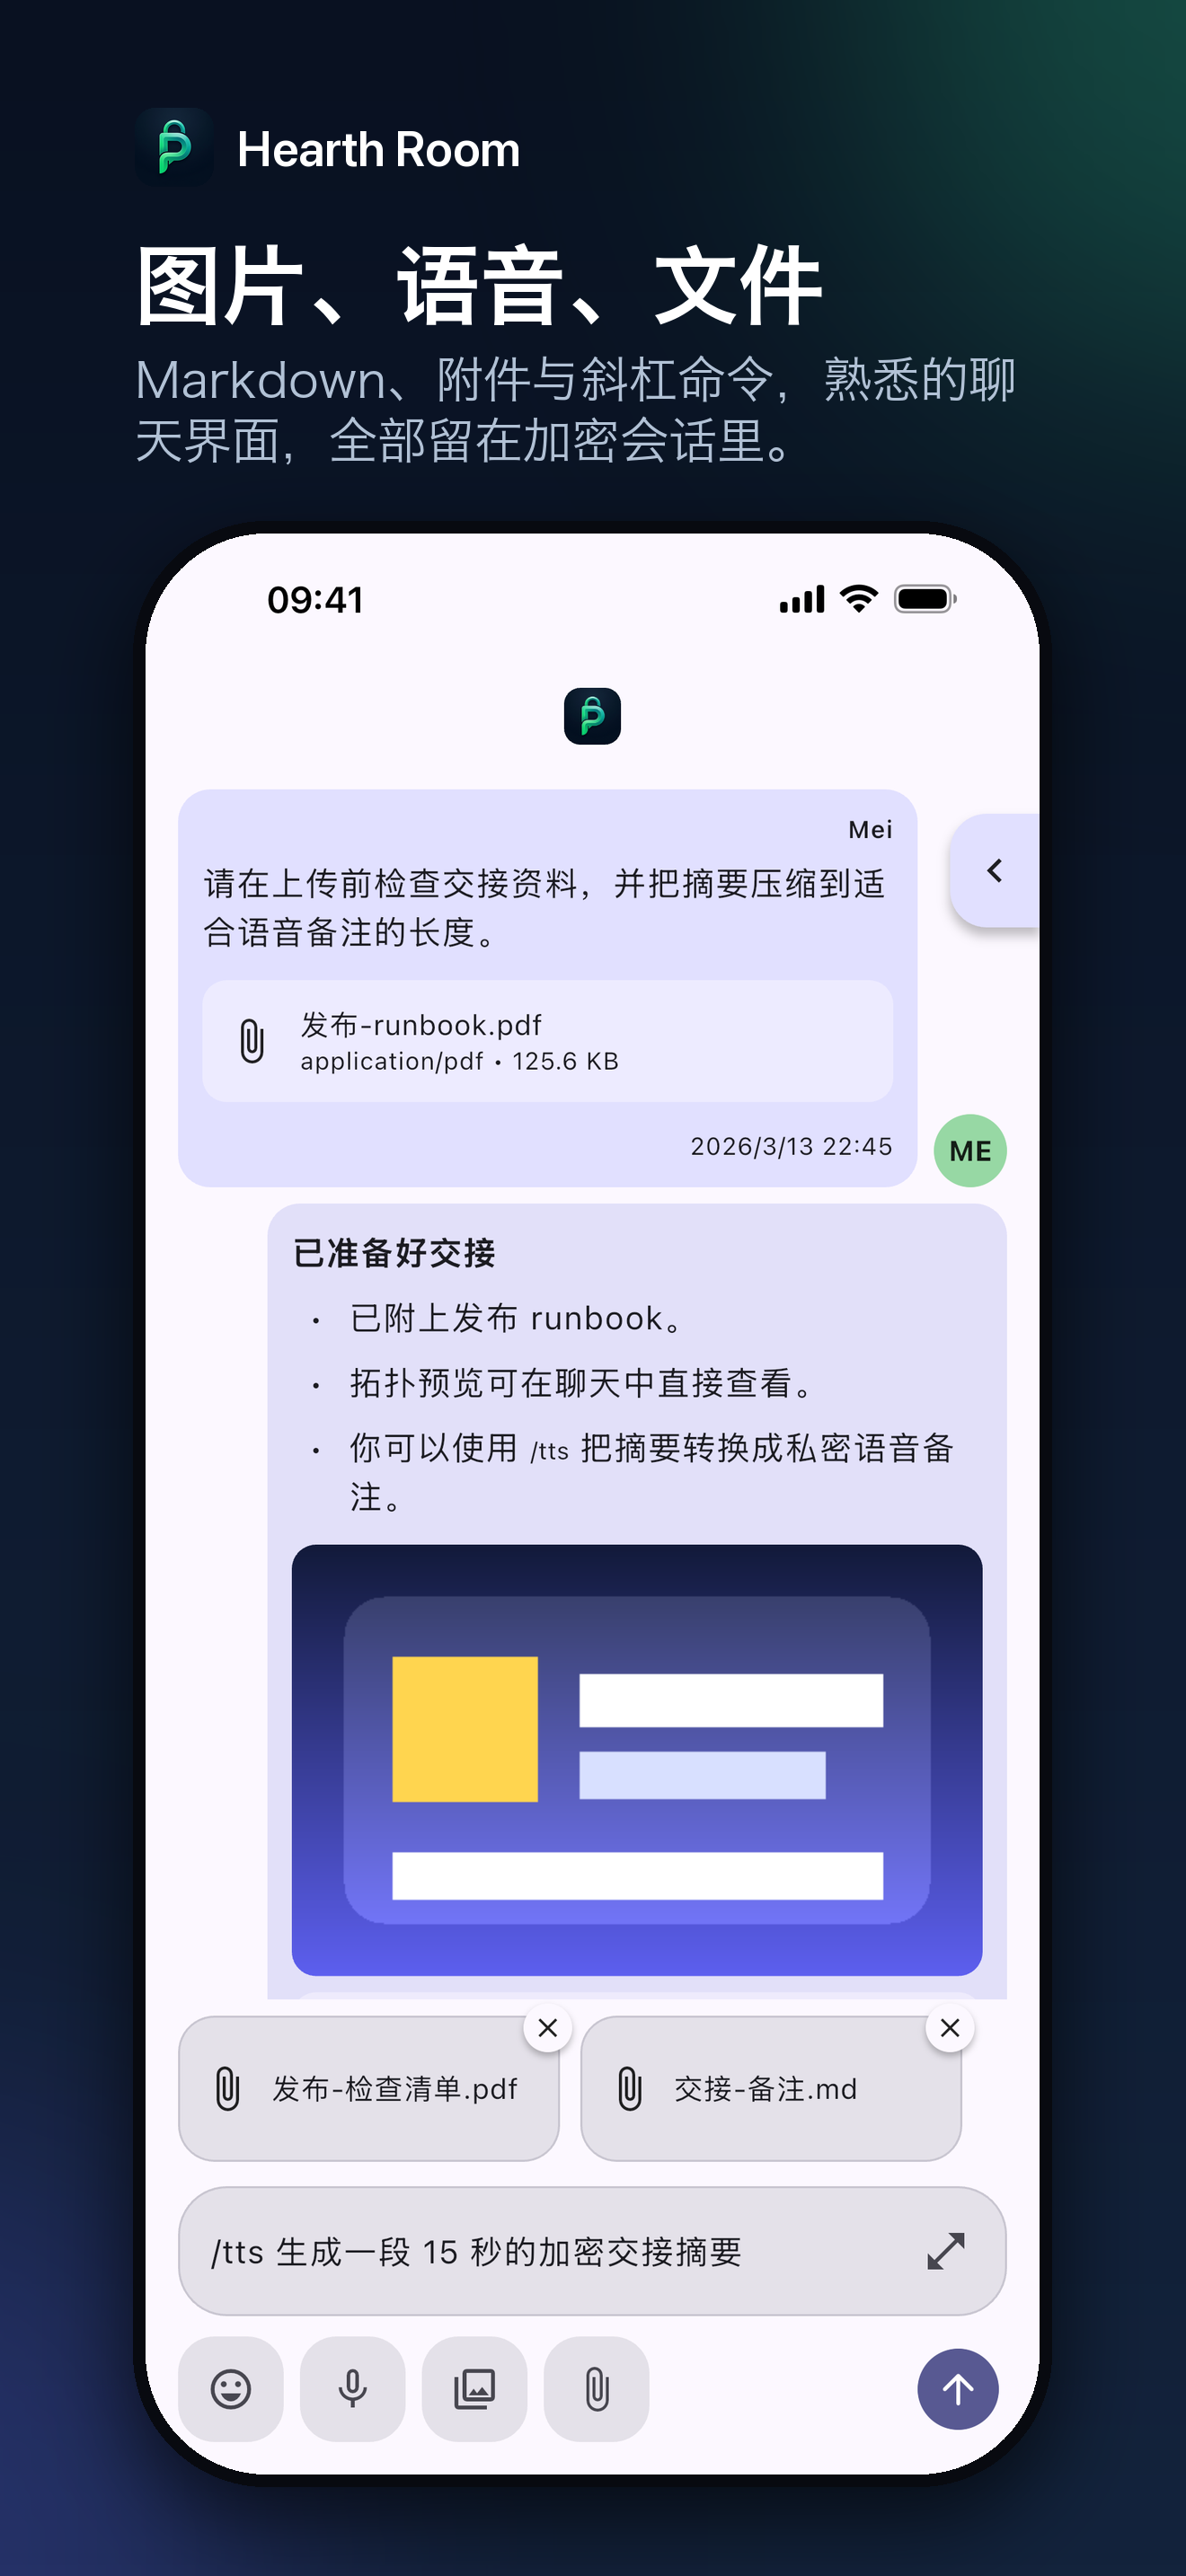 Hearth Room
图片、语音、文件
Markdown、附件与斜杠命令，熟悉的聊
天界面，全部留在加密会话里。
09:41
Mei
请在上传前检查交接资料，并把摘要压缩到适
合语音备注的长度。
发布-runbook.pdf
application/pdf • 125.6 KB
2026/3/13 22:45
ME
已准备好交接
• 已附上发布 runbook。
• 拓扑预览可在聊天中直接查看。
• 你可以使用 /tts 把摘要转换成私密语音备
注。
发布-检查清单.pdf
交接-备注.md
/tts 生成一段 15 秒的加密交接摘要